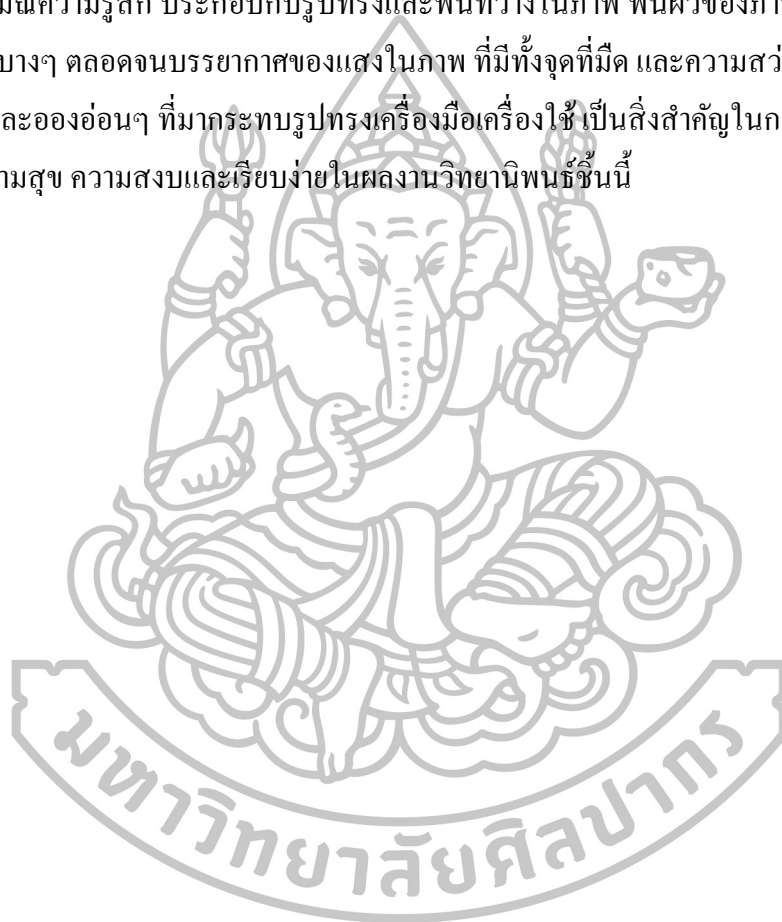 ความรู้สึก ประกอบกับรูปทรงและพื้นที่ว่างในภาพ พื้นผิวของ
บางๆ ตลอดจนบรรยากาศของแสงในภาพ ที่มีทั้งจุดที่มืด และความ
ละอองอ่อนๆ ที่มากระทบรูปทรงเครื่องมือเครื่องใช้ เป็นสิ่งสำคัญใน
ความสงบและเรียบง่ายในผลงานวิทยานิพนธ์ชิ้นนี้
มหาวิทยาลัยศิลปากร